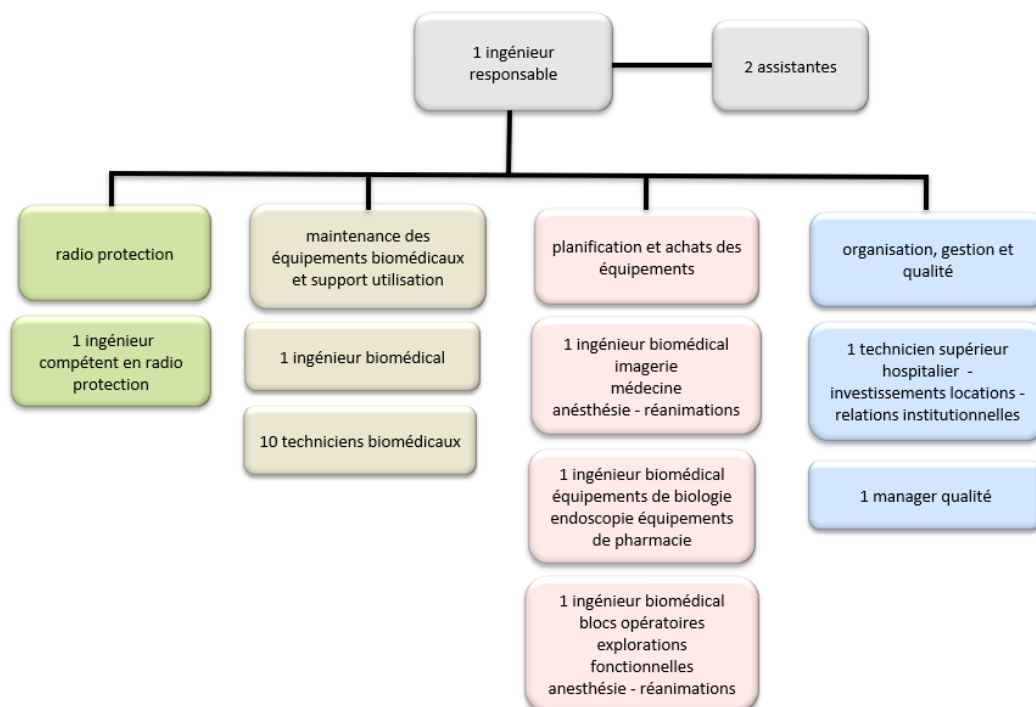 1 ingénieur
responsable
2 assistantes
radio protection
1 ingénieur
compétent en radio
protection
maintenance des
équipements biomédicaux
et support utilisation
1 ingénieur biomédical
10 techniciens biomédicaux
planification et achats des
équipements
1 ingénieur biomédical
imagerie
médecine
anésthésie - réanimations
1 ingénieur biomédical
équipements de biologie
endoscopie équipements
de pharmacie
1 ingénieur biomédical
blocs opératoires
explorations
fonctionnelles
anesthésie - réanimations
organisation, gestion et
qualité
1 technicien supérieur
hospitalier -
investissements locations -
relations institutionnelles
1 manager qualité